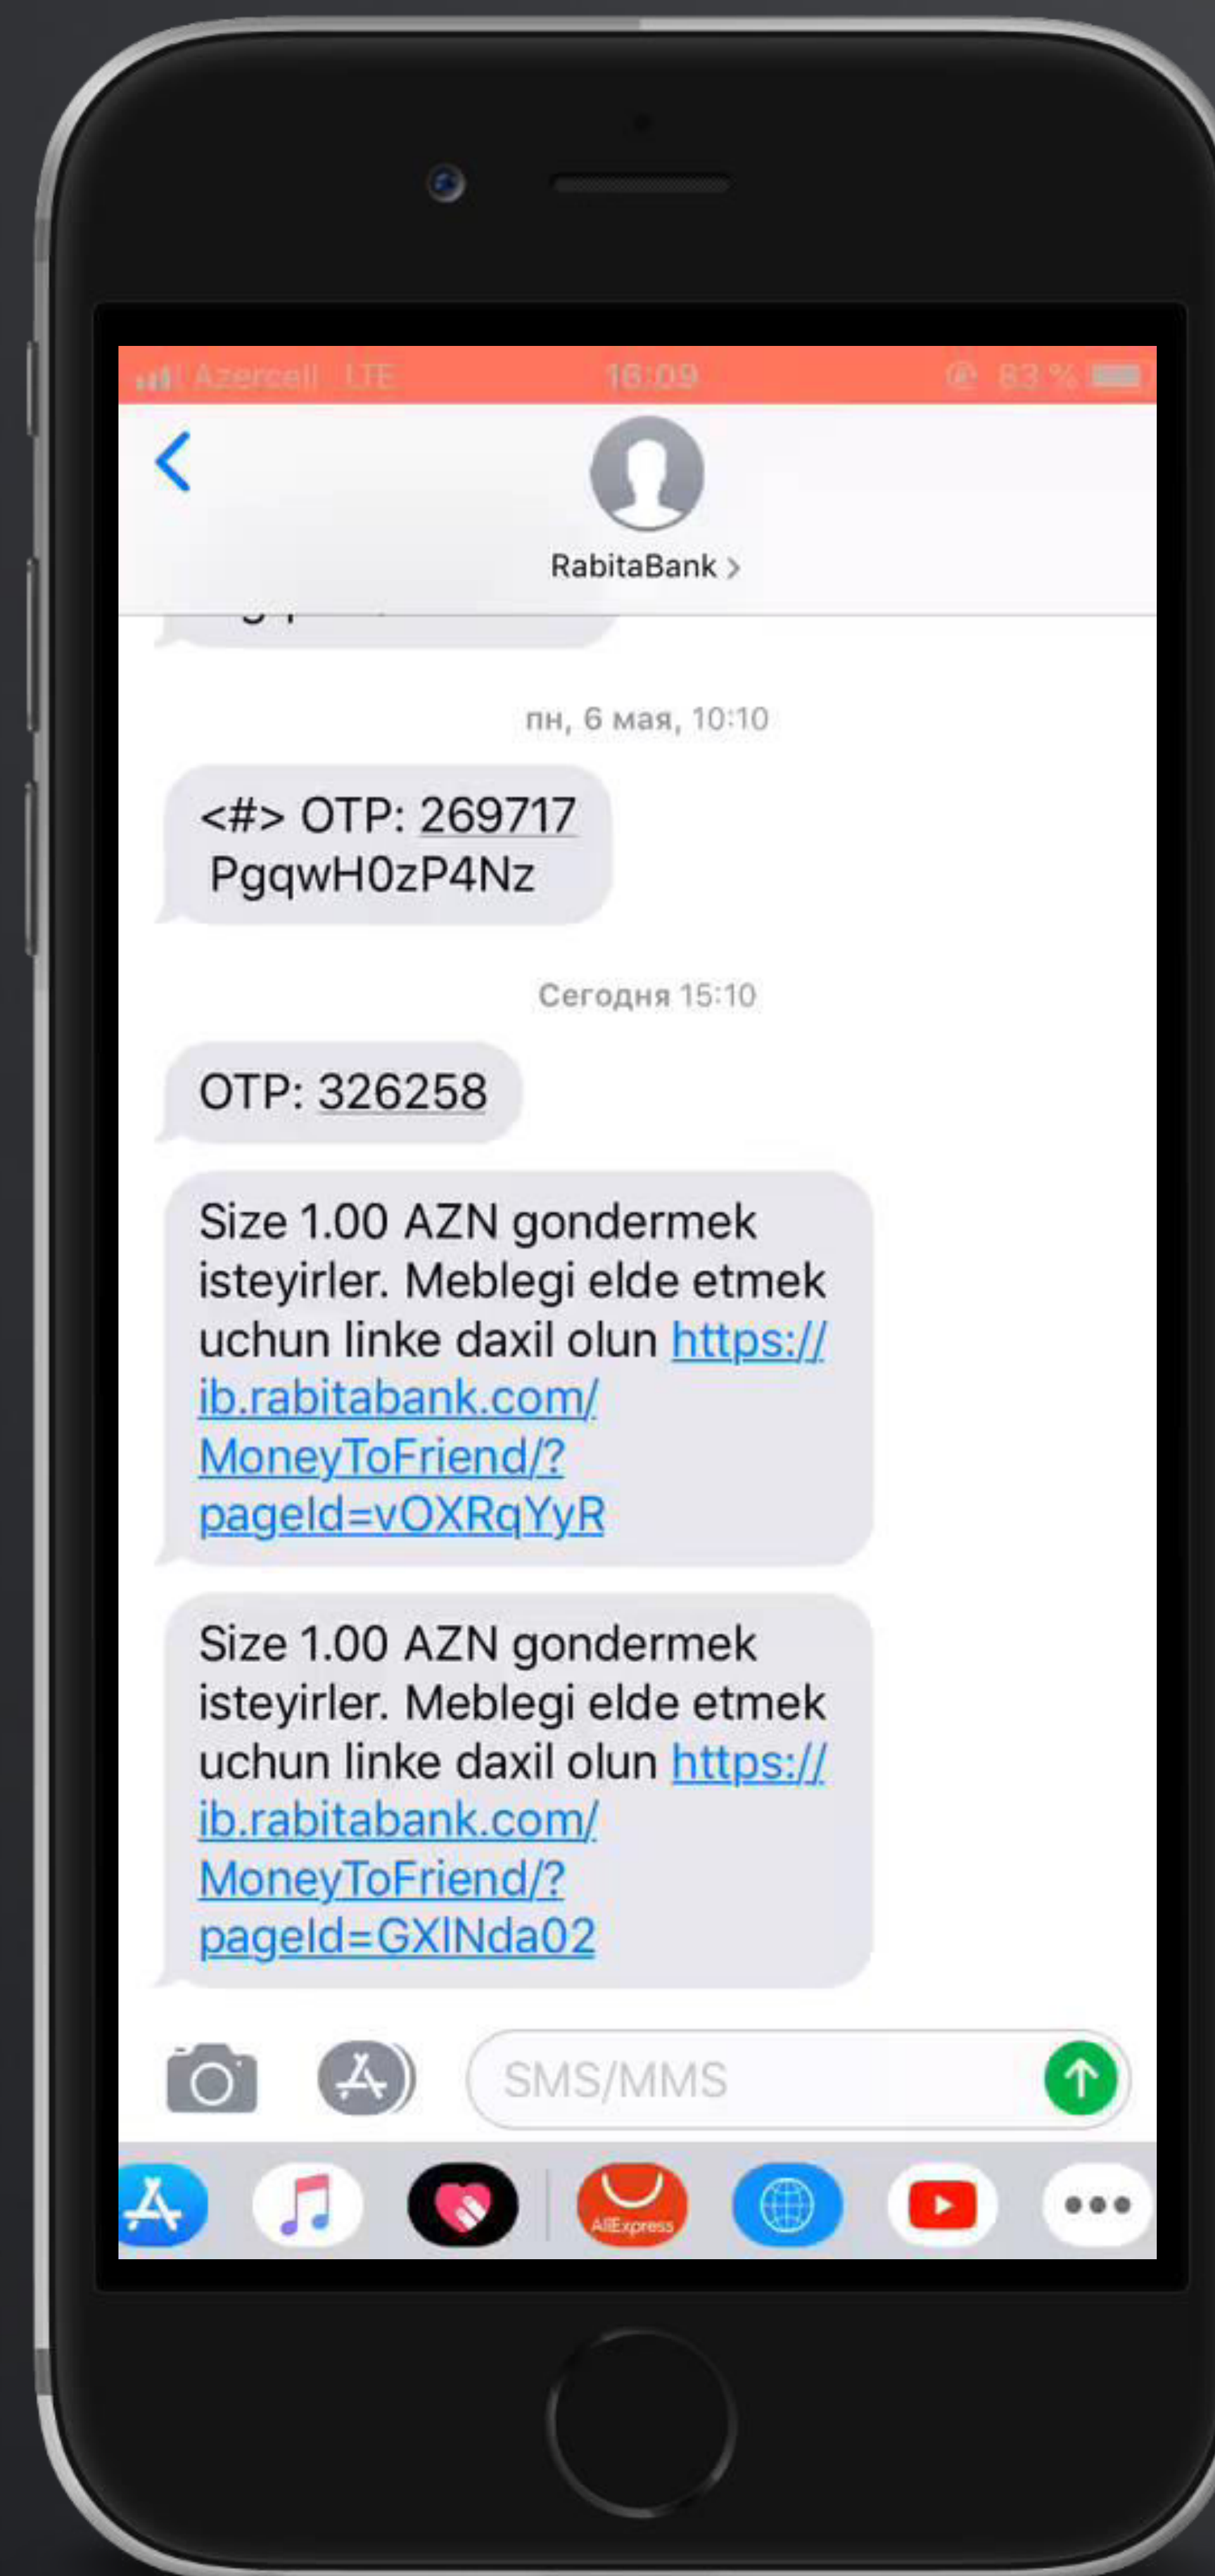 Azercell LTE
16:09
83 %
RabitaBank >
пн, 6 мая, 10:10
<#> OTP: 269717
PgqwH0zP4Nz
Сегодня 15:10
OTP: 326258
Size 1.00 AZN gondermek
isteyirler. Meblegi elde etmek
uchun linke daxil olun https://
ib.rabitabank.com/
MoneyToFriend/?
pageId=vOXRqYyR
Size 1.00 AZN gondermek
isteyirler. Meblegi elde etmek
uchun linke daxil olun https://
ib.rabitabank.com/
MoneyToFriend/?
pageId=GXlNda02
SMS/MMS
AliExpress